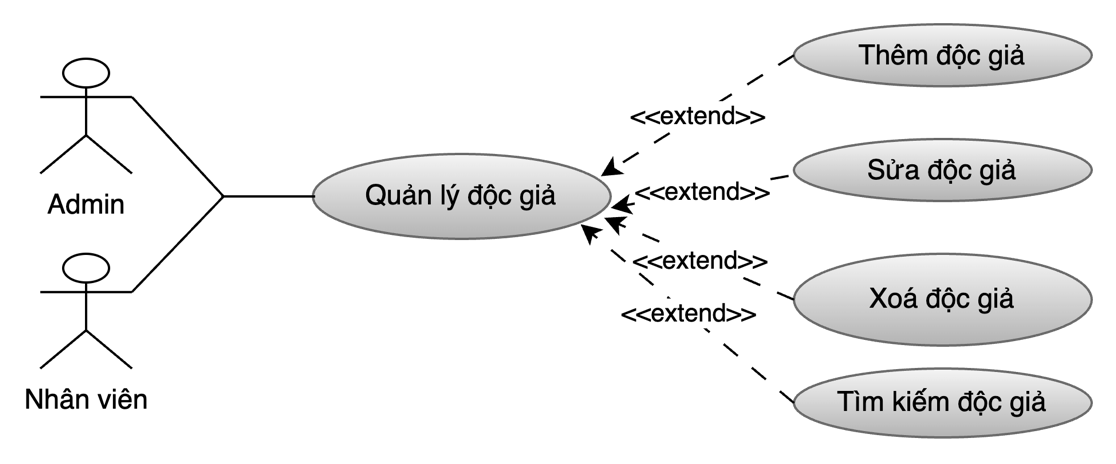 Admin
Nhân viên
Quản lý độc giả
<<extend>>
<<extend>>
<<extend>>
<<extend>>
Thêm độc giả
Sửa độc giả
Xoá độc giả
Tìm kiếm độc giả